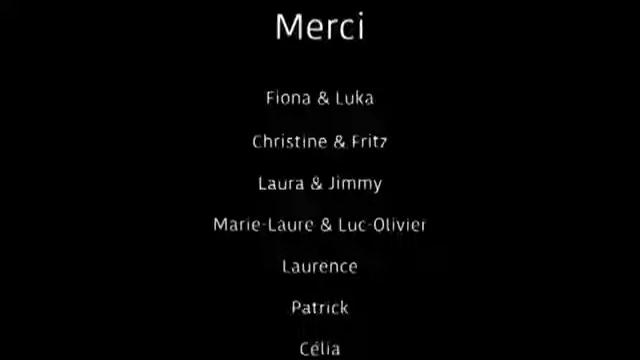 Merci
Fiona & Luka
Christine & Fritz
Laura & Jimmy
Marie-Laure & Luc-Olivier
Laurence
Patrick
Célia